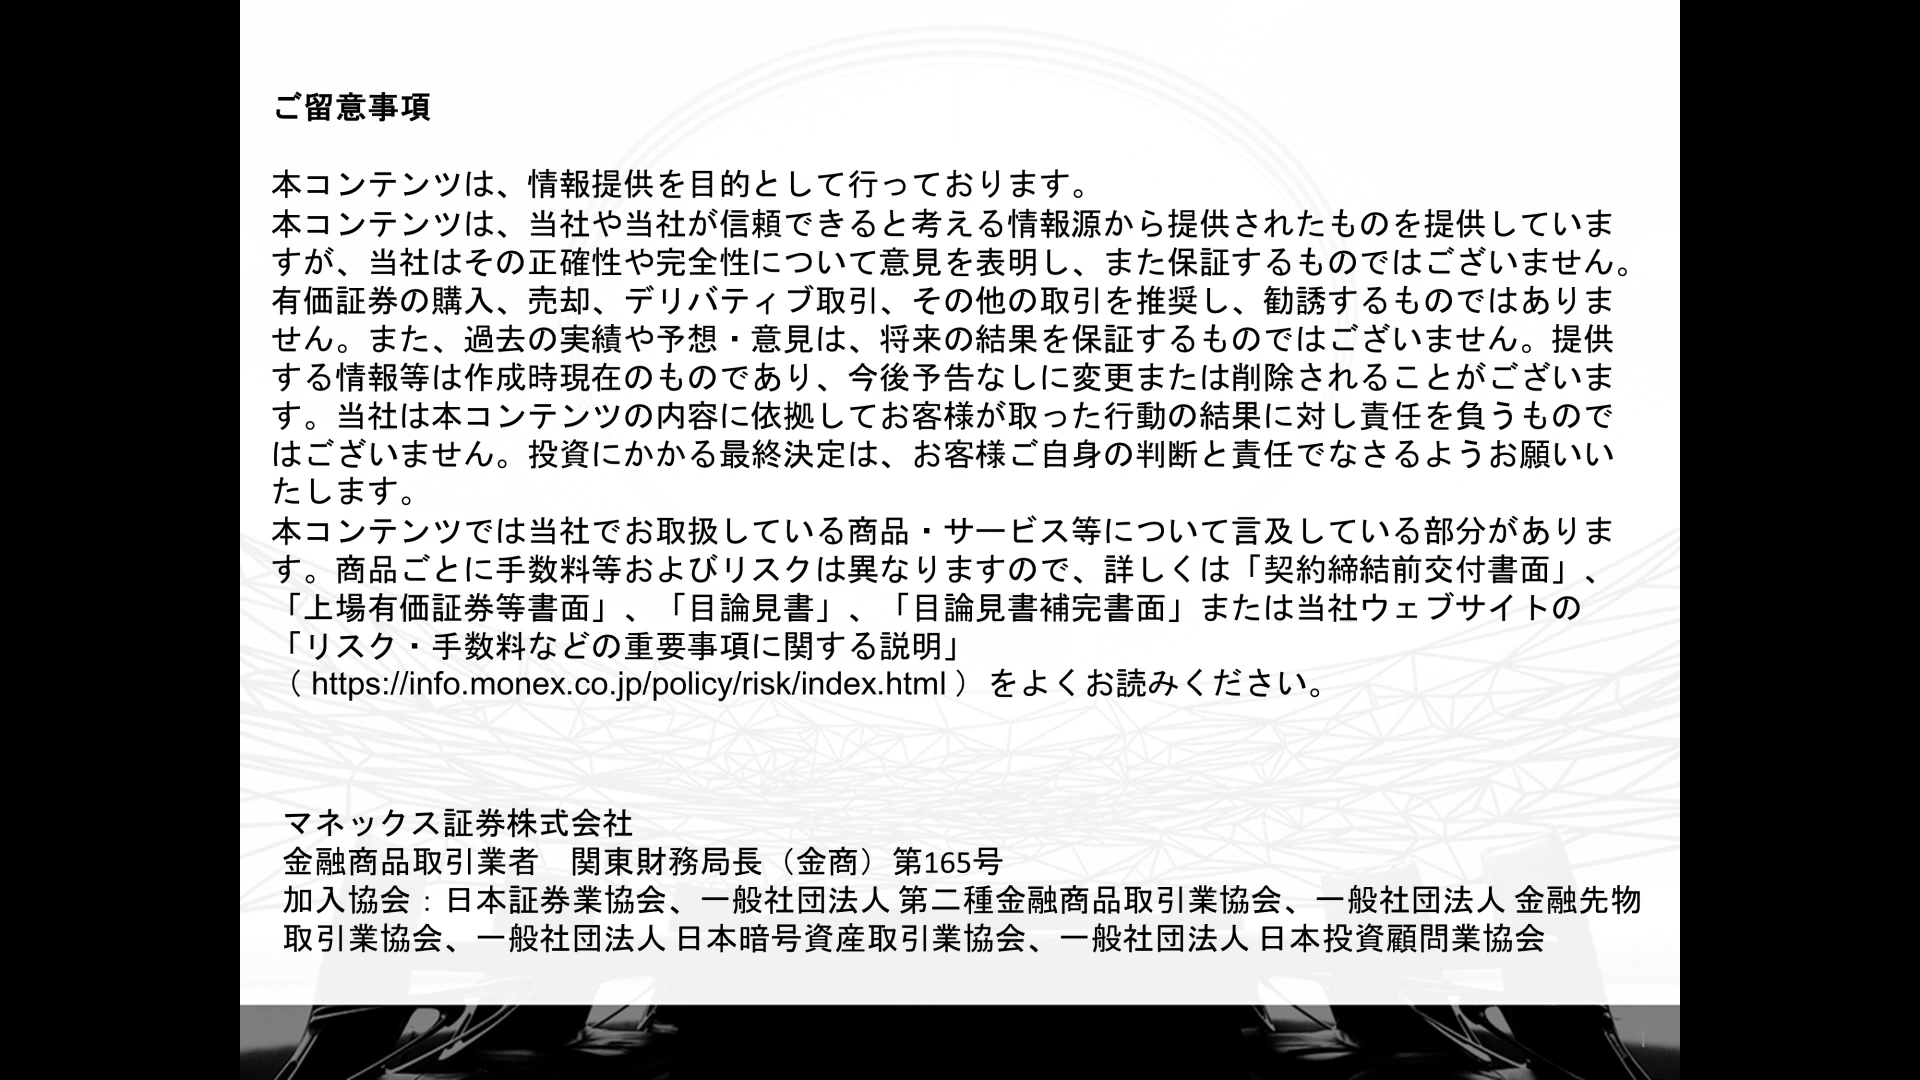 ご留意事項
本コンテンツは、情報提供を目的として行っております。
本コンテンツは、当社や当社が信頼できると考える情報源から提供されたものを提供していま
すが、当社はその正確性や完全性について意見を表明し、また保証するものではございません。
有価証券の購入、売却、デリバティブ取引、その他の取引を推奨し、勧誘するものではありま
せん。また、過去の実績や予想・意見は、将来の結果を保証するものではございません。提供
する情報等は作成時現在のものであり、今後予告なしに変更または削除されることがございま
す。当社は本コンテンツの内容に依拠してお客様が取った行動の結果に対し責任を負うもので
はございません。投資にかかる最終決定は、お客様ご自身の判断と責任でなさるようお願いい
たします。
本コンテンツでは当社でお取扱している商品・サービス等について言及している部分がありま
す。商品ごとに手数料等およびリスクは異なりますので、詳しくは「契約締結前交付書面」、
「上場有価証券等書面」、「目論見書」、「目論見書補完書面」または当社ウェブサイトの
「リスク・手数料などの重要事項に関する説明」
（ https://info.monex.co.jp/policy/risk/index.html ） をよくお読みください。
マネックス証券株式会社
金融商品取引業者　関東財務局長（金商）第165号
加入協会：日本証券業協会、一般社団法人 第二種金融商品取引業協会、一般社団法人 金融先物
取引業協会、一般社団法人 日本暗号資産取引業協会、一般社団法人 日本投資顧問業協会
1